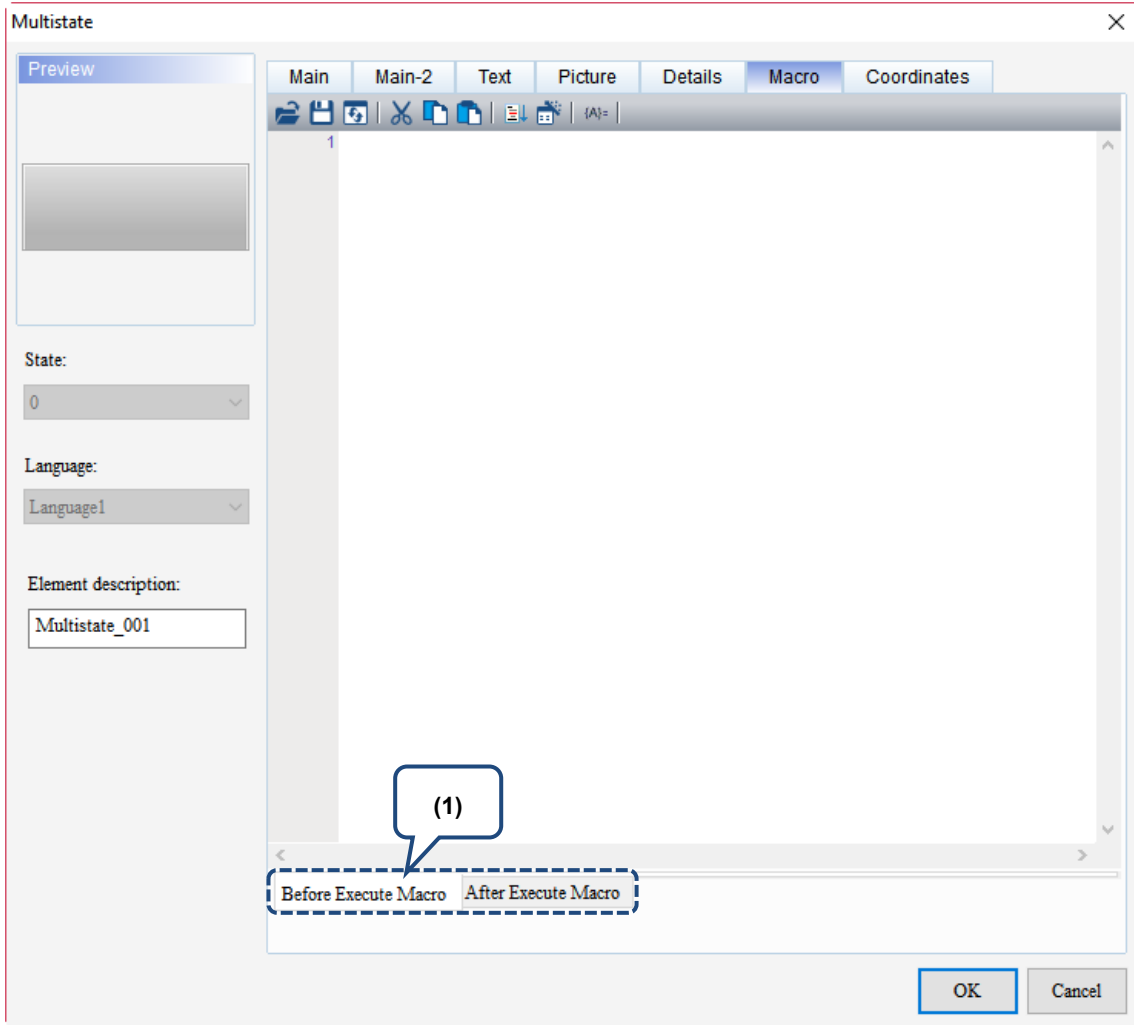 Multistate
Preview
Main Main-2 Text Picture Details Macro Coordinates
{A}=
1
State:
0
Language:
Language1
Element description:
Multistate_001
(1)
Before Execute Macro After Execute Macro
OK Cancel